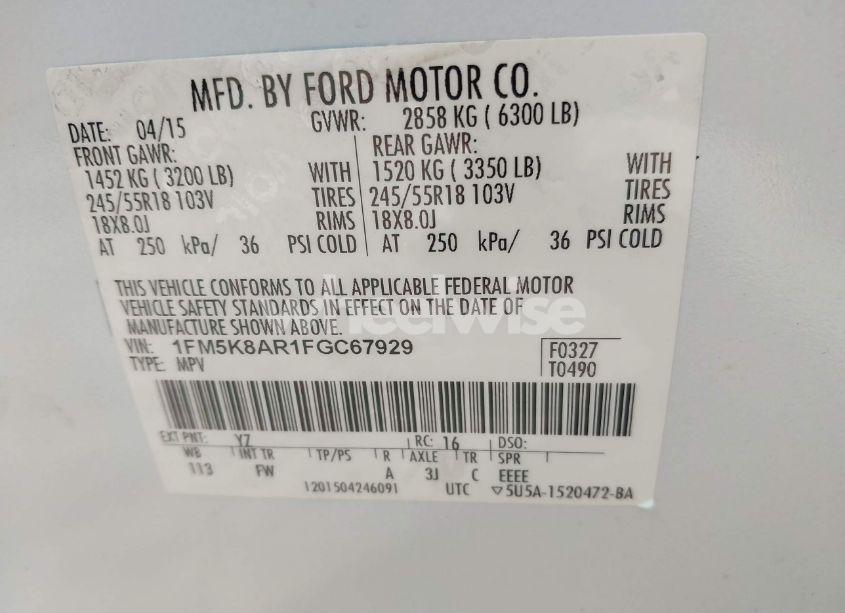 MFD. BY FORD MOTOR CO.
DATE: 04/15 GVWR: 2858 KG ( 6300 LB)
FRONT GAWR: REAR GAWR:
1452 KG ( 3200 LB) WITH 1520 KG ( 3350 LB) WITH
245/55R18 103V TIRES 245/55R18 103V TIRES
18X8.0J RIMS 18X8.0J RIMS
AT 250 kPa/ 36 PSI COLD AT 250 kPa/ 36 PSI COLD
THIS VEHICLE CONFORMS TO ALL APPLICABLE FEDERAL MOTOR
VEHICLE SAFETY STANDARDS IN EFFECT ON THE DATE OF
MANUFACTURE SHOWN ABOVE.
VIN: 1FM5K8AR1FGC67929 F0327
TYPE: MPV T0490
EXT PNT: YZ RC: 16 DSO:
WB INT TR TP/PS R AXLE TR SPR
113 FW A 3J C EEEE
1201504246091 UTC ▽5U5A-1520472-BA